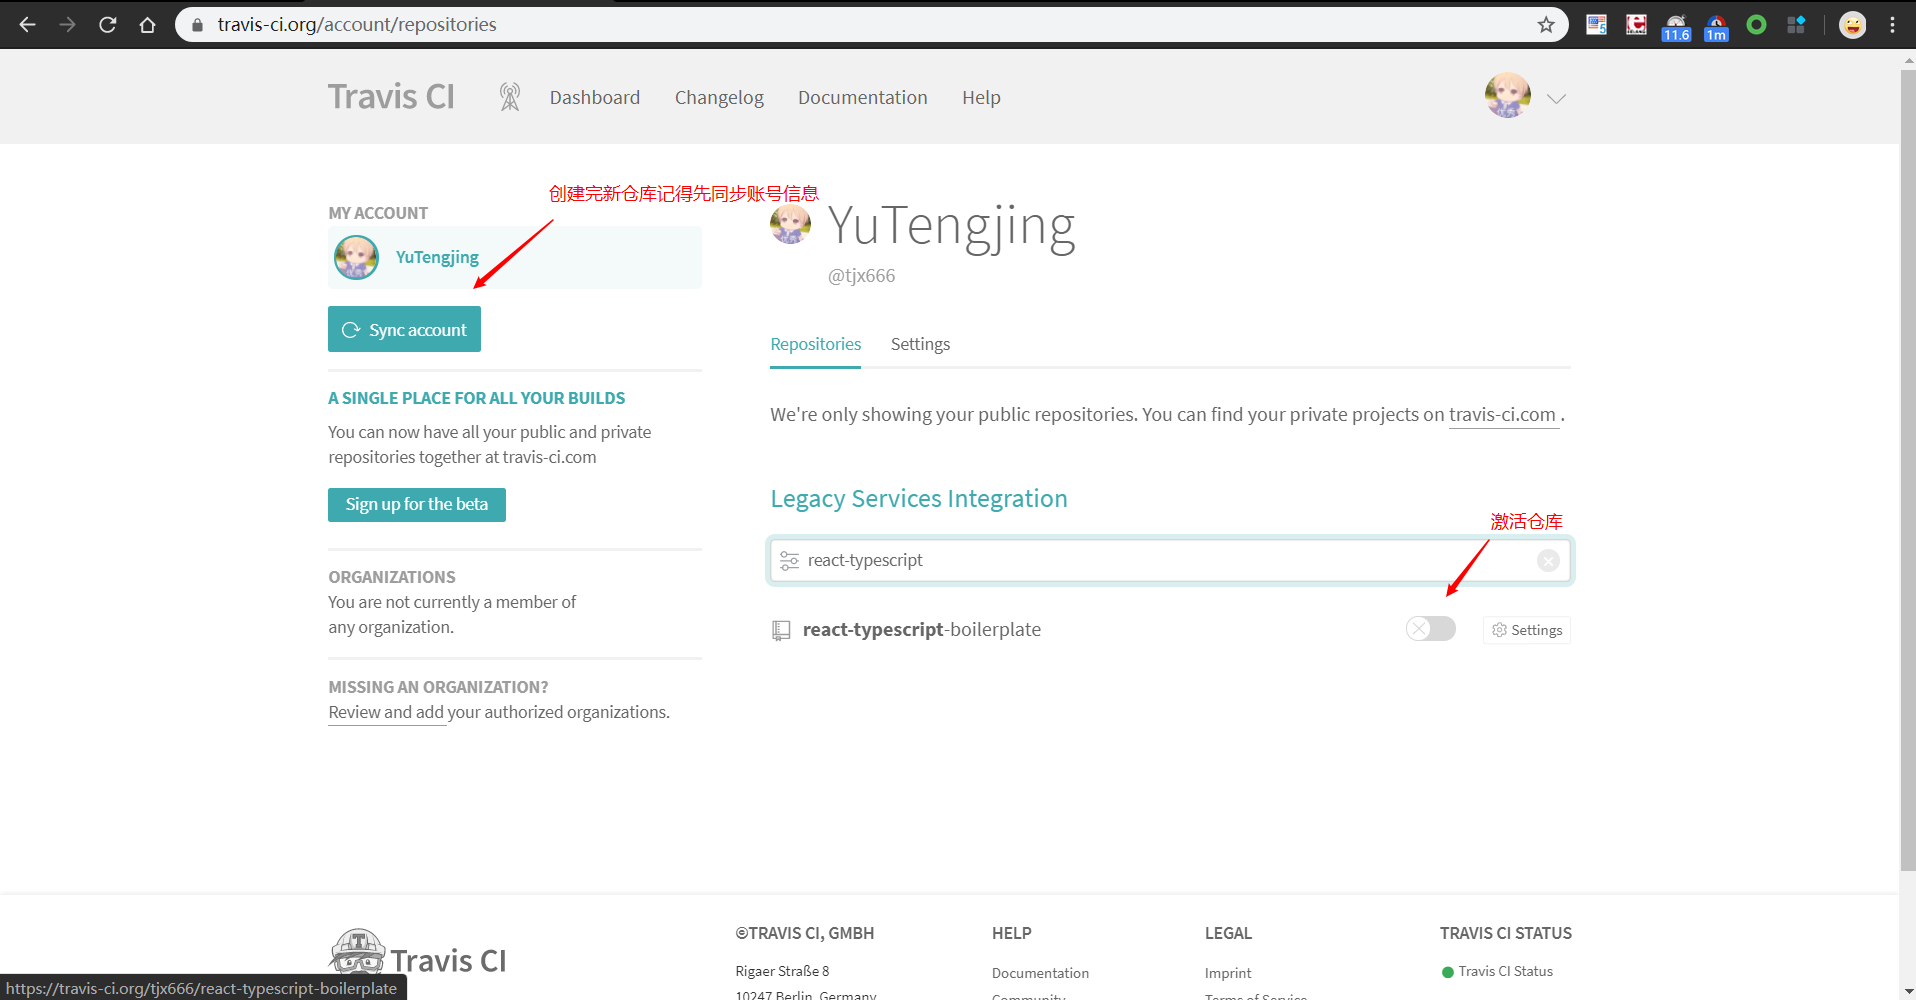 travis-ci.org/account/repositories
11.6
1m
Travis CI
Dashboard
Changelog
Documentation
Help
创建完新仓库记得先同步账号信息
MY ACCOUNT
YuTengjing
Sync account
A SINGLE PLACE FOR ALL YOUR BUILDS
You can now have all your public and private
repositories together at travis-ci.com
Sign up for the beta
ORGANIZATIONS
You are not currently a member of
any organization.
MISSING AN ORGANIZATION?
Review and add your authorized organizations.
YuTengjing
@tjx666
Repositories
Settings
We're only showing your public repositories. You can find your private projects on travis-ci.com .
Legacy Services Integration
激活仓库
react-typescript
react-typescript-boilerplate
Settings
Travis CI
©TRAVIS CI, GMBH
Rigaer Straße 8
10247 Berlin, Germany
HELP
Documentation
Community
LEGAL
Imprint
Terms of Service
TRAVIS CI STATUS
Travis CI Status
https://travis-ci.org/tjx666/react-typescript-boilerplate